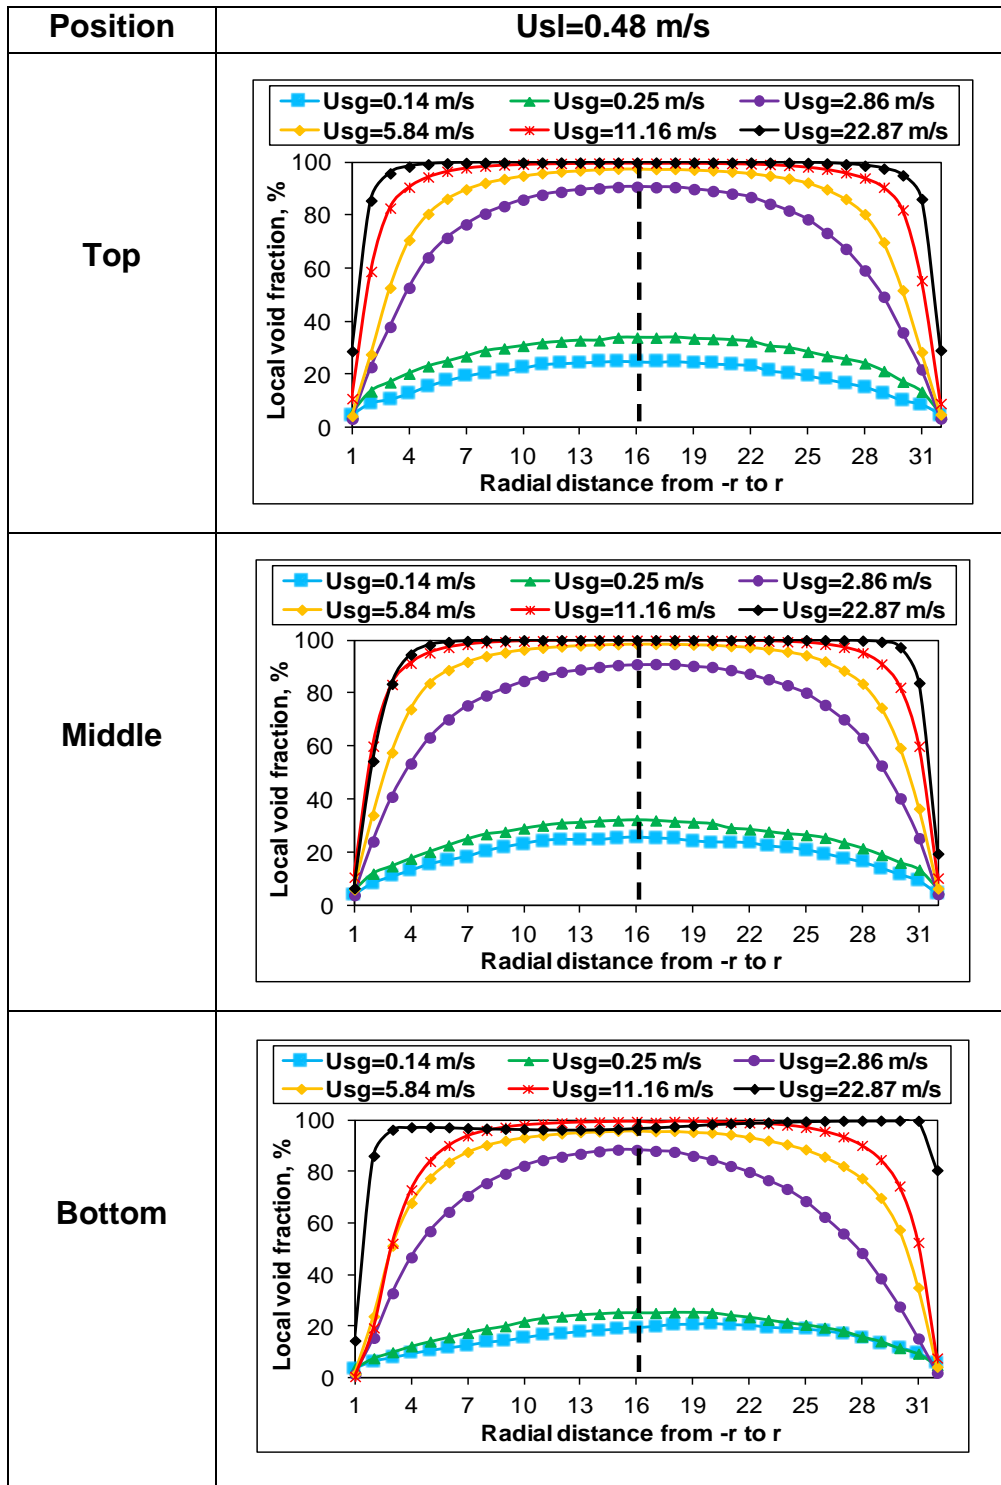 Position Usl=0.48 m/s
Top
Usg=0.14 m/s Usg=0.25 m/s Usg=2.86 m/s
Usg=5.84 m/s Usg=11.16 m/s Usg=22.87 m/s
Local void fraction, %
100
80
60
40
20
0
1 4 7 10 13 16 19 22 25 28 31
Radial distance from -r to r
Middle
Usg=0.14 m/s Usg=0.25 m/s Usg=2.86 m/s
Usg=5.84 m/s Usg=11.16 m/s Usg=22.87 m/s
Local void fraction, %
100
80
60
40
20
0
1 4 7 10 13 16 19 22 25 28 31
Radial distance from -r to r
Bottom
Usg=0.14 m/s Usg=0.25 m/s Usg=2.86 m/s
Usg=5.84 m/s Usg=11.16 m/s Usg=22.87 m/s
Local void fraction, %
100
80
60
40
20
0
1 4 7 10 13 16 19 22 25 28 31
Radial distance from -r to r